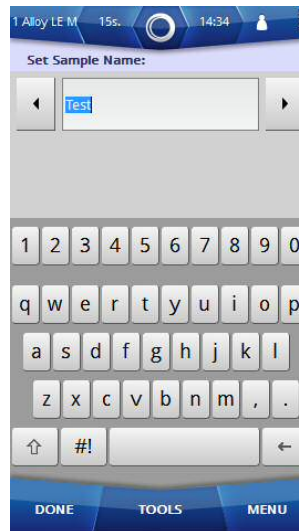 1 Alloy LE M 15s. 14:34
Set Sample Name:
Test
1 2 3 4 5 6 7 8 9 0
q w e r t y u i o p
a s d f g h j k l
z x c v b n m , .
#!
DONE TOOLS MENU